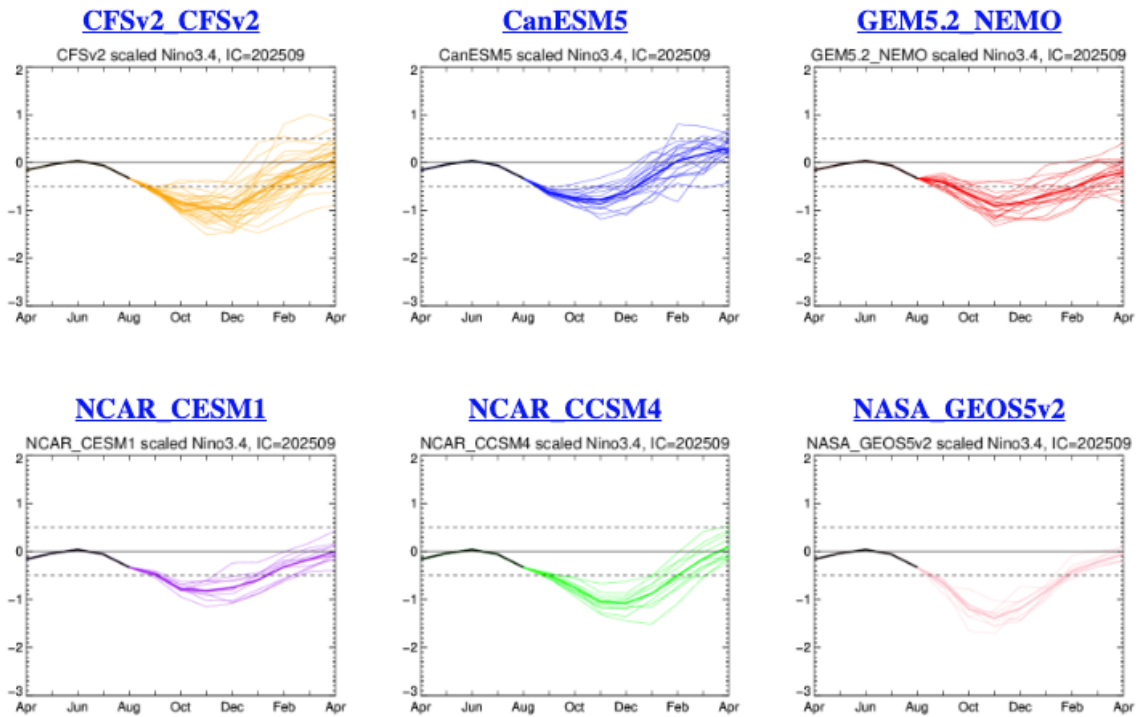 CFSv2_CFSv2
CanESM5
GEM5.2_NEMO
CFSv2 scaled Nino3.4, IC=202509
CanESM5 scaled Nino3.4, IC=202509
GEM5.2_NEMO scaled Nino3.4, IC=202509
2
1
0
-1
-2
-3
Apr Jun Aug Oct Dec Feb Apr
2
1
0
-1
-2
-3
Apr Jun Aug Oct Dec Feb Apr
2
1
0
-1
-2
-3
Apr Jun Aug Oct Dec Feb Apr
NCAR_CESM1
NCAR_CCSM4
NASA_GEOS5v2
NCAR_CESM1 scaled Nino3.4, IC=202509
NCAR_CCSM4 scaled Nino3.4, IC=202509
NASA_GEOS5v2 scaled Nino3.4, IC=202509
2
1
0
-1
-2
-3
Apr Jun Aug Oct Dec Feb Apr
2
1
0
-1
-2
-3
Apr Jun Aug Oct Dec Feb Apr
2
1
0
-1
-2
-3
Apr Jun Aug Oct Dec Feb Apr